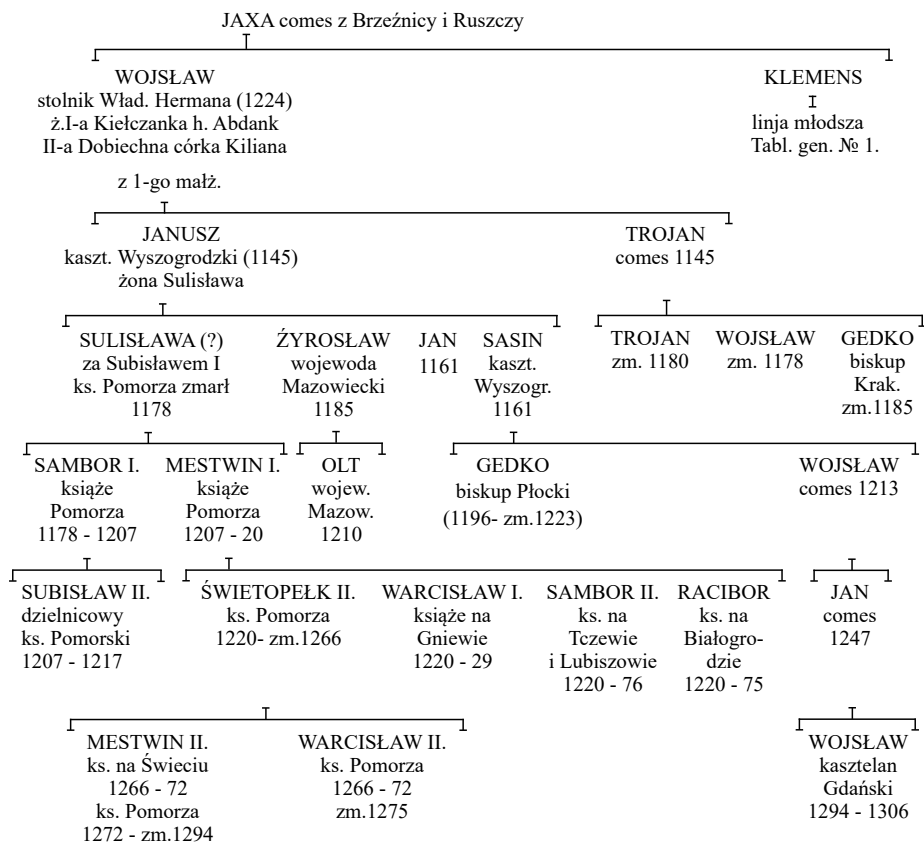 JAXA comes z Brzeźnicy i Ruszczy
WOJSŁAW
stolnik Wład. Hermana (1224)
ż.I-a Kiełczanka h. Abdank
II-a Dobiechna córka Kiliana
z 1-go małż.
KLEMENS
linja młodsza
Tabl. gen. № 1.
JANUSZ
kaszt. Wyszogrodzki (1145)
żona Sulisława
TROJAN
comes 1145
SULISŁAWA (?)
za Subisławem I
ks. Pomorza zmarł
1178
ŹYROSŁAW
wojewoda
Mazowiecki
1185
JAN
1161
SASIN
kaszt.
Wyszogr.
1161
TROJAN
zm. 1180
WOJSŁAW
zm. 1178
GEDKO
biskup
Krak.
zm.1185
SAMBOR I.
książe
Pomorza
1178 - 1207
MESTWIN I.
książe
Pomorza
1207 - 20
OLT
wojew.
Mazow.
1210
GEDKO
biskup Płocki
(1196- zm.1223)
WOJSŁAW
comes 1213
SUBISŁAW II.
dzielnicowy
ks. Pomorski
1207 - 1217
ŚWIETOPEŁK II.
ks. Pomorza
1220- zm.1266
WARCISŁAW I.
książe na
Gniewie
1220 - 29
SAMBOR II.
ks. na
Tczewie
i Lubiszowie
1220 - 76
RACIBOR
ks. na
Białogro-
dzie
1220 - 75
JAN
comes
1247
MESTWIN II.
ks. na Świeciu
1266 - 72
ks. Pomorza
1272 - zm.1294
WARCISŁAW II.
ks. Pomorza
1266 - 72
zm.1275
WOJSŁAW
kasztelan
Gdański
1294 - 1306